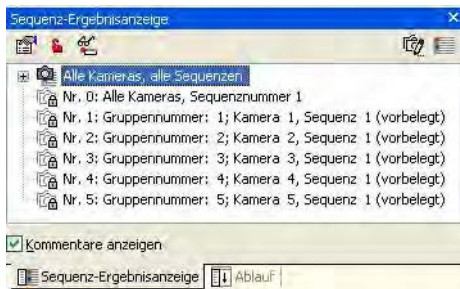 Sequenz-Ergebnisanzeige
Alle Kameras, alle Sequenzen
Nr. 0: Alle Kameras, Sequenznummer 1
Nr. 1: Gruppennummer: 1; Kamera 1, Sequenz 1 (vorbelegt)
Nr. 2: Gruppennummer: 2; Kamera 2, Sequenz 1 (vorbelegt)
Nr. 3: Gruppennummer: 3; Kamera 3, Sequenz 1 (vorbelegt)
Nr. 4: Gruppennummer: 4; Kamera 4, Sequenz 1 (vorbelegt)
Nr. 5: Gruppennummer: 5; Kamera 5, Sequenz 1 (vorbelegt)
Kommentare anzeigen
Sequenz-Ergebnisanzeige Ablauf